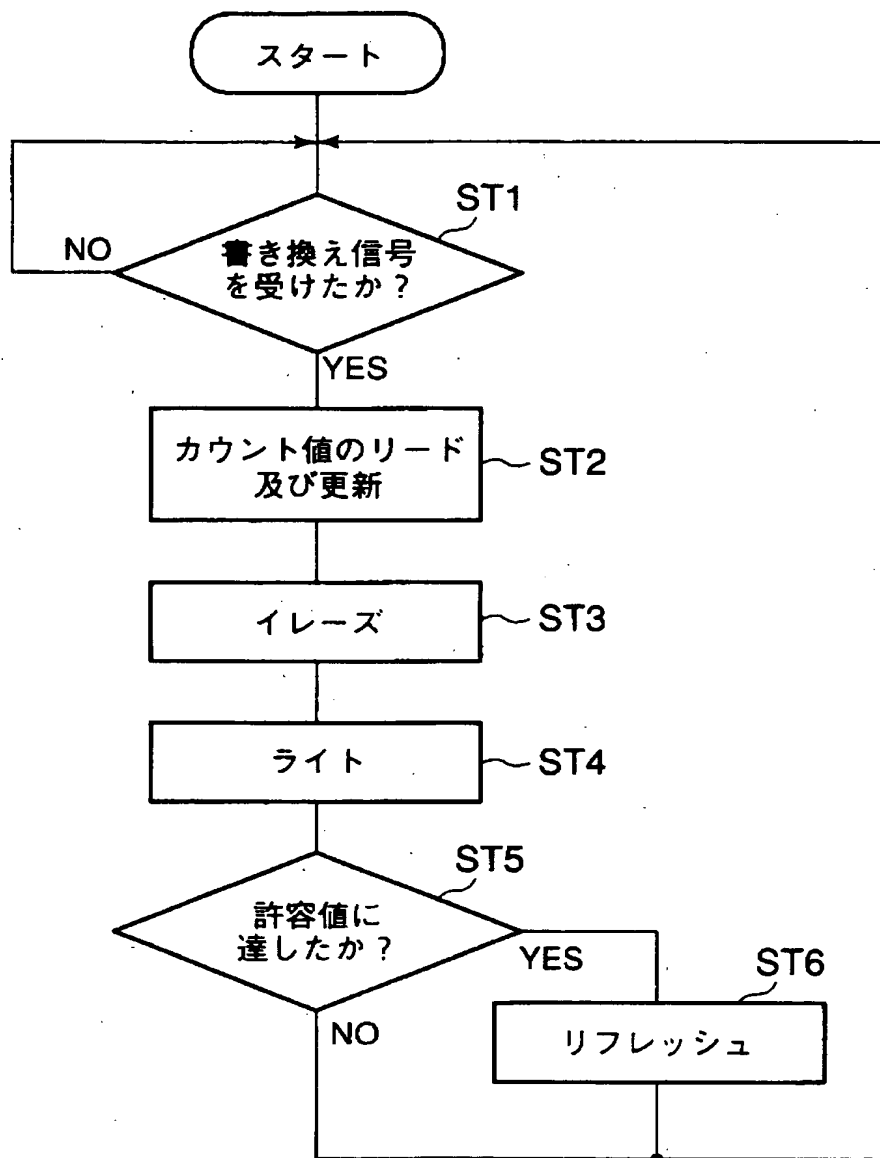 スタート
ST1
NO
書き換え信号
を受けたか？
YES
カウント値のリード
及び更新
ST2
イレーズ
ST3
ライト
ST4
ST5
許容値に
達したか？
YES
ST6
NO
リフレッシュ